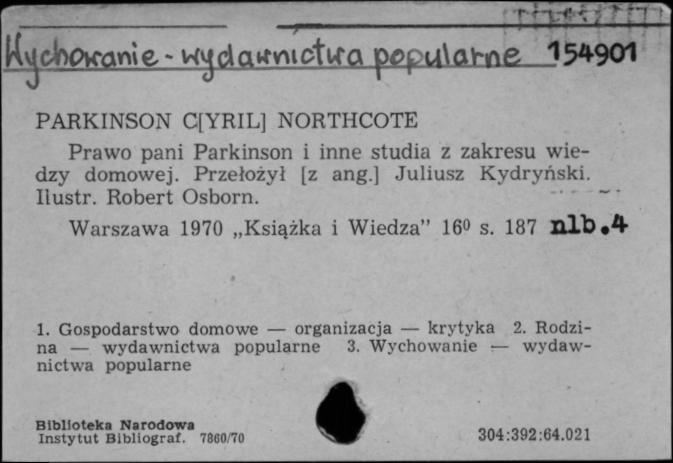 Wychowanie - wydawnictwa popularne 154901
PARKINSON C[YRIL] NORTHCOTE
Prawo pani Parkinson i inne studia z zakresu wie-
dzy domowej. Przełożył [z ang.] Juliusz Kydryński.
Ilustr. Robert Osborn.
Warszawa 1970 „Książka i Wiedza” 16⁰ s. 187 nlb.4
1. Gospodarstwo domowe — organizacja — krytyka 2. Rodzi-
na — wydawnictwa popularne 3. Wychowanie — wydaw-
nictwa popularne
Biblioteka Narodowa
Instytut Bibliograf. 7860/70
304:392:64.021